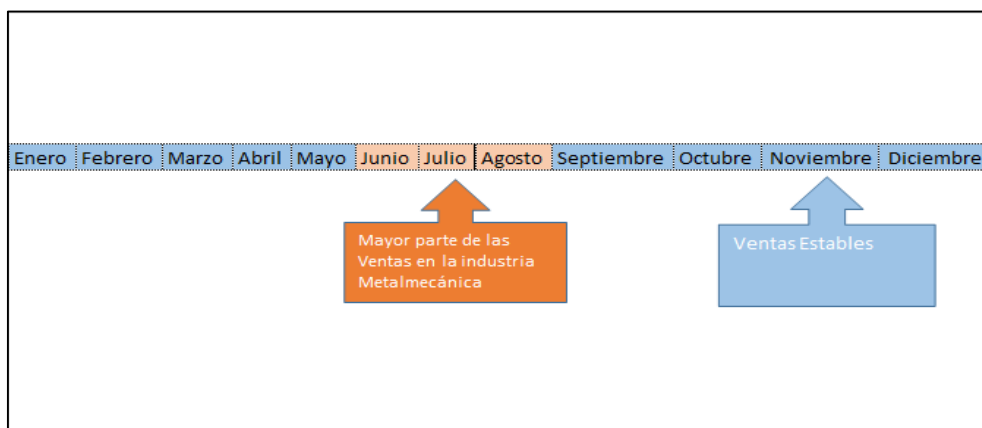 Enero Febrero Marzo Abril Mayo Junio Julio Agosto Septiembre Octubre Noviembre Diciembre
Mayor parte de las
Ventas en la industria
Metalmecánica
Ventas Estables